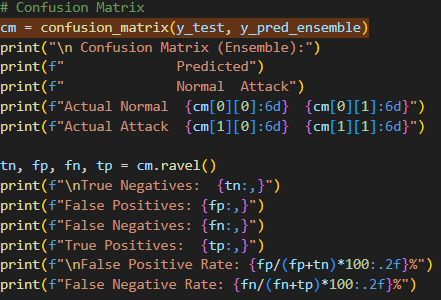 # Confusion Matrix
cm = confusion_matrix(y_test, y_pred_ensemble)
print("\n Confusion Matrix (Ensemble):")
print(f"              Predicted")
print(f"              Normal  Attack")
print(f"Actual Normal  {cm[0][0]:6d}  {cm[0][1]:6d}")
print(f"Actual Attack  {cm[1][0]:6d}  {cm[1][1]:6d}")

tn, fp, fn, tp = cm.ravel()
print(f"\nTrue Negatives:  {tn:,}")
print(f"False Positives: {fp:,}")
print(f"False Negatives: {fn:,}")
print(f"True Positives:  {tp:,}")
print(f"\nFalse Positive Rate: {fp/(fp+tn)*100:.2f}%")
print(f"False Negative Rate: {fn/(fn+tp)*100:.2f}%")